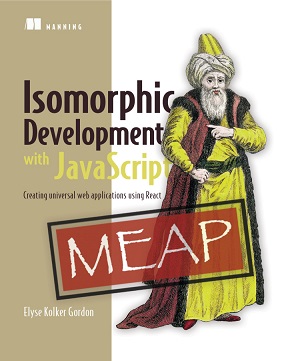 MANNING
Isomorphic
Development
with JavaScript
Creating universal web applications using React
MEAP
Elyse Kolker Gordon